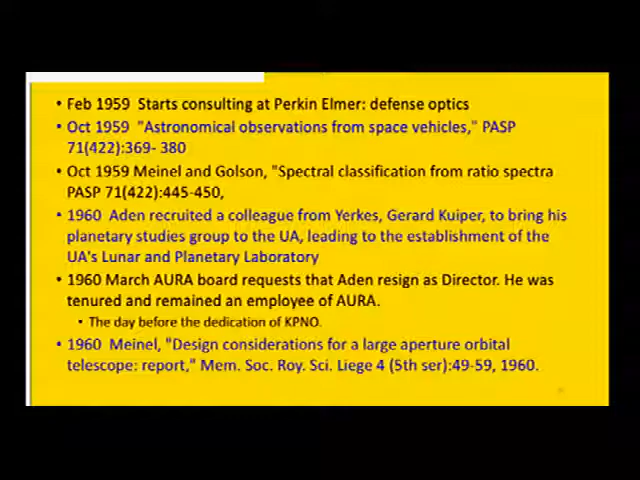 • Feb 1959  Starts consulting at Perkin Elmer: defense optics
• Oct 1959  "Astronomical observations from space vehicles," PASP
71(422):369- 380
• Oct 1959 Meinel and Golson, "Spectral classification from ratio spectra
PASP 71(422):445-450,
• 1960  Aden recruited a colleague from Yerkes, Gerard Kuiper, to bring his
planetary studies group to the UA, leading to the establishment of the
UA's Lunar and Planetary Laboratory
• 1960 March AURA board requests that Aden resign as Director. He was
tenured and remained an employee of AURA.
• The day before the dedication of KPNO.
• 1960  Meinel, "Design considerations for a large aperture orbital
telescope: report," Mem. Soc. Roy. Sci. Liege 4 (5th ser):49-59, 1960.